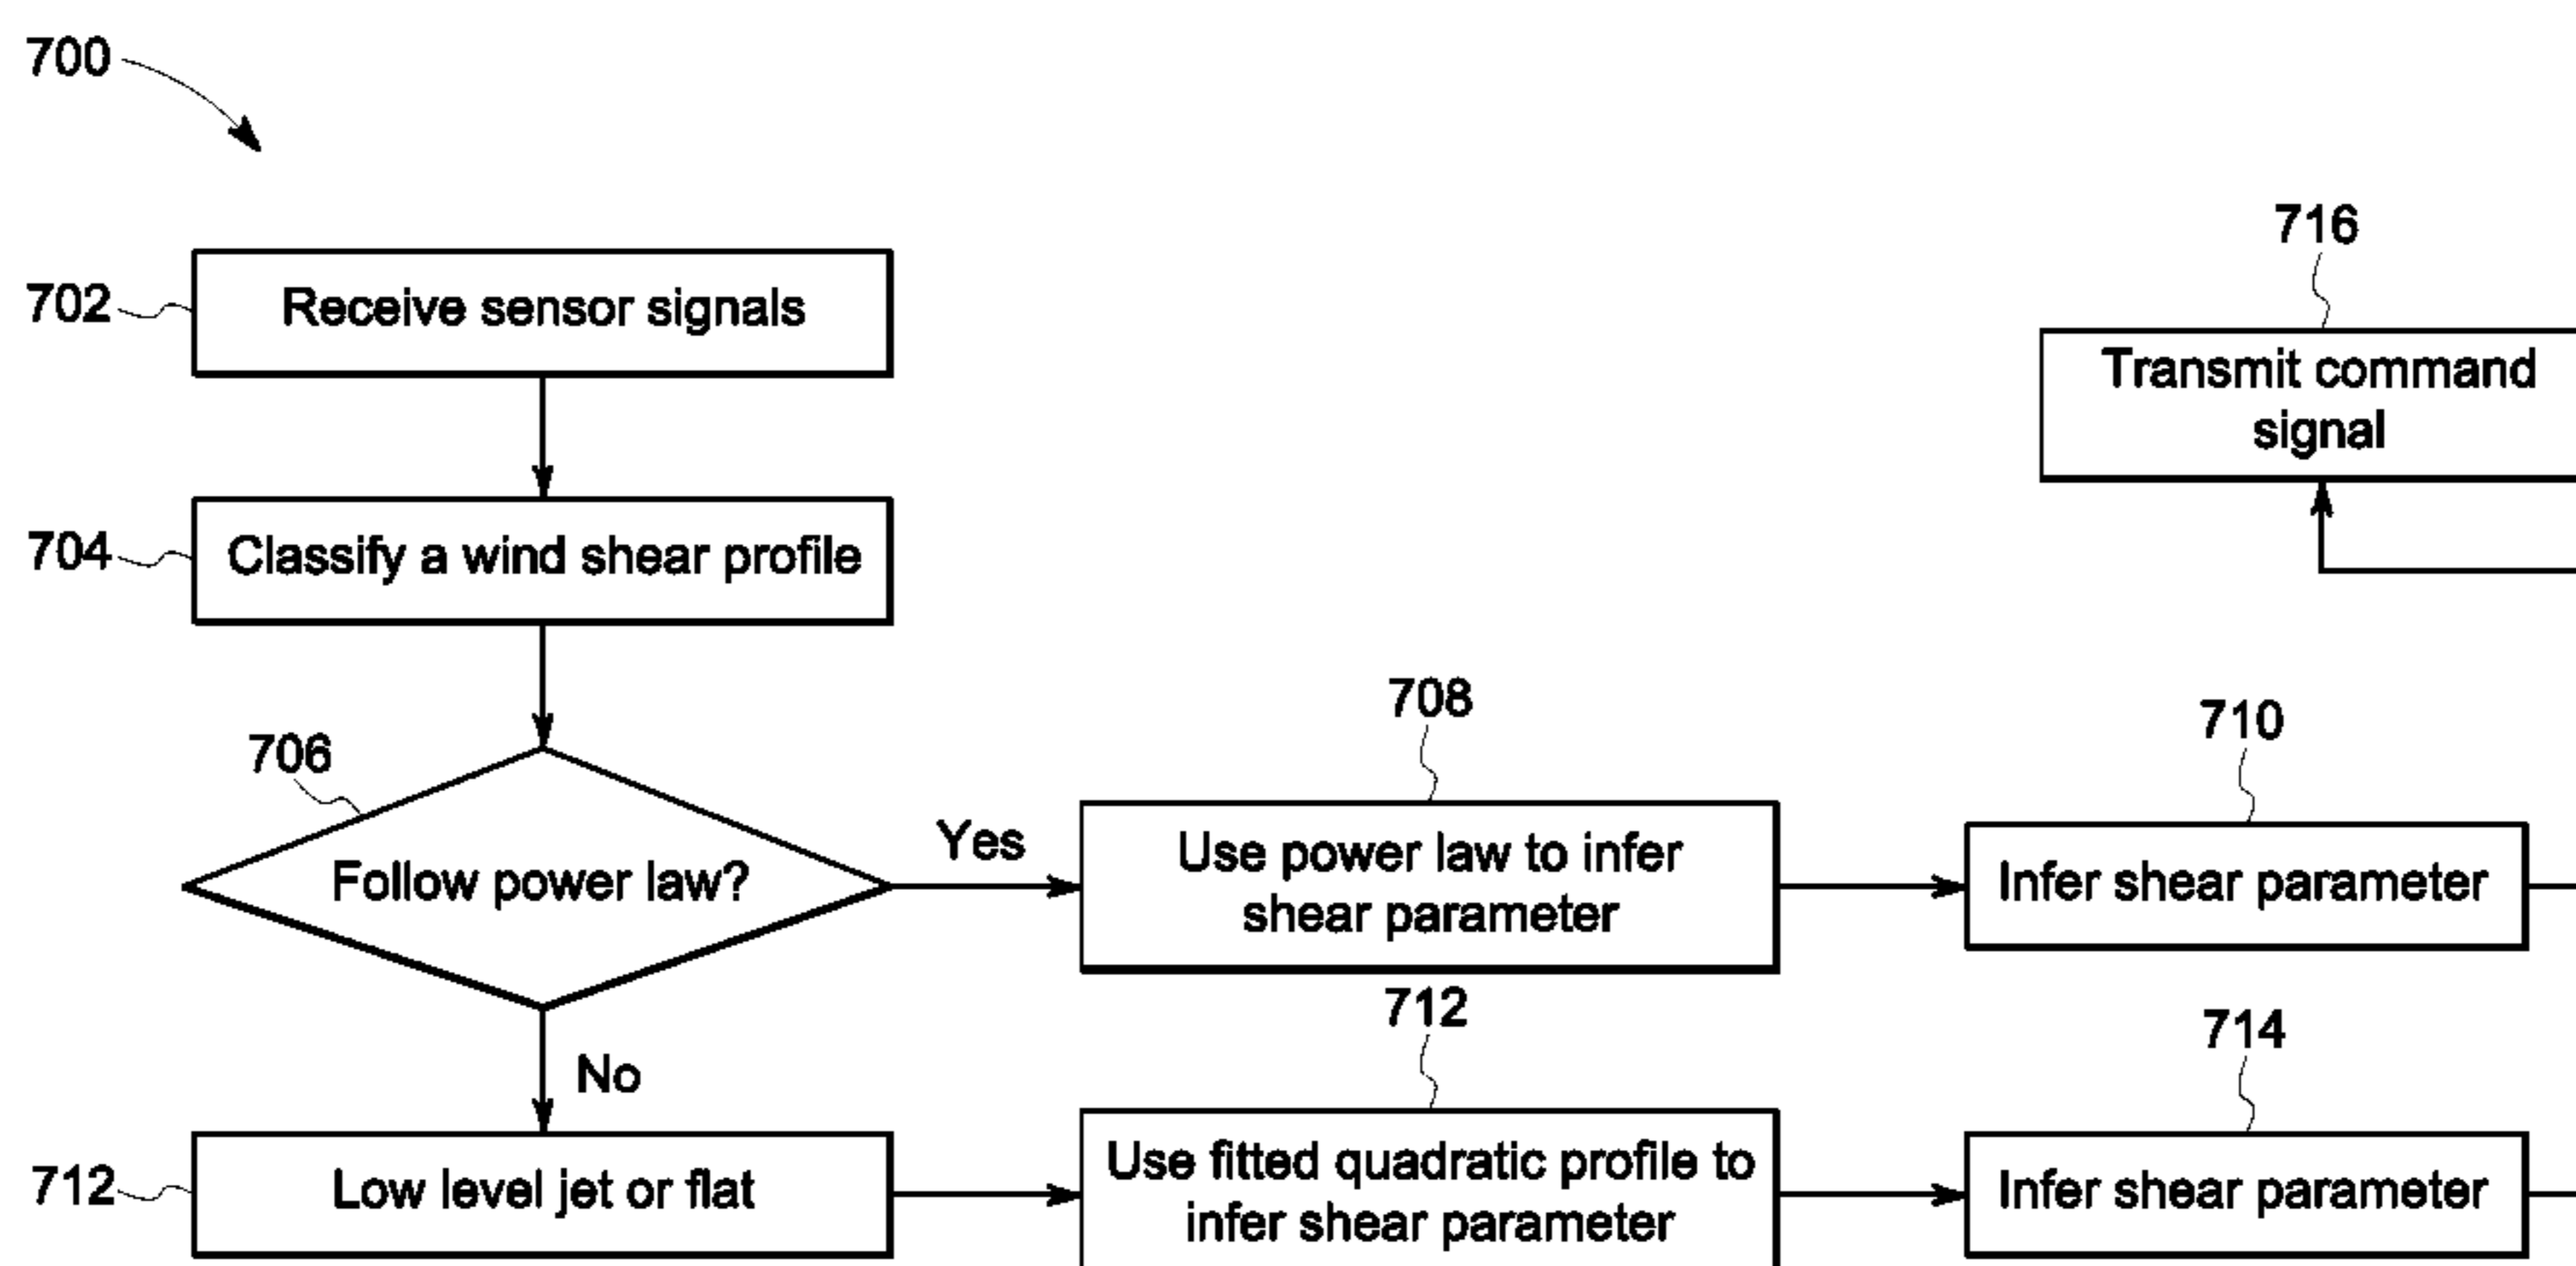 700
702
Receive sensor signals
716
Transmit command
signal
704
Classify a wind shear profile
706
Follow power law?
Yes
708
Use power law to infer
shear parameter
710
Infer shear parameter
No
712
Low level jet or flat
712
Use fitted quadratic profile to
infer shear parameter
714
Infer shear parameter